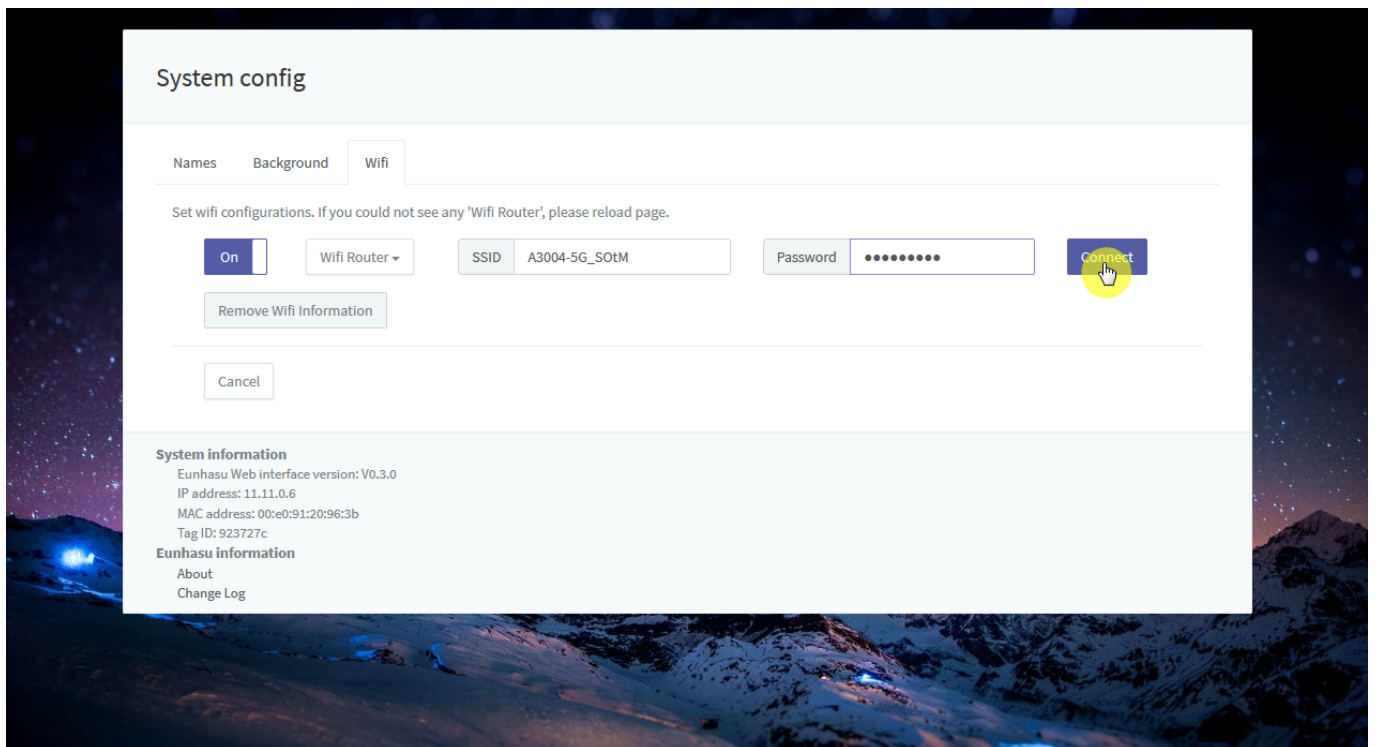 System config
Names Background Wifi
Set wifi configurations. If you could not see any 'Wifi Router', please reload page.
On Wifi Router SSID A3004-5G_SOtM Password ●●●●●●●●● Connect
Remove Wifi Information
Cancel
System information
Eunhasu Web interface version: V0.3.0
IP address: 11.11.0.6
MAC address: 00:e0:91:20:96:3b
Tag ID: 923727c
Eunhasu information
About
Change Log